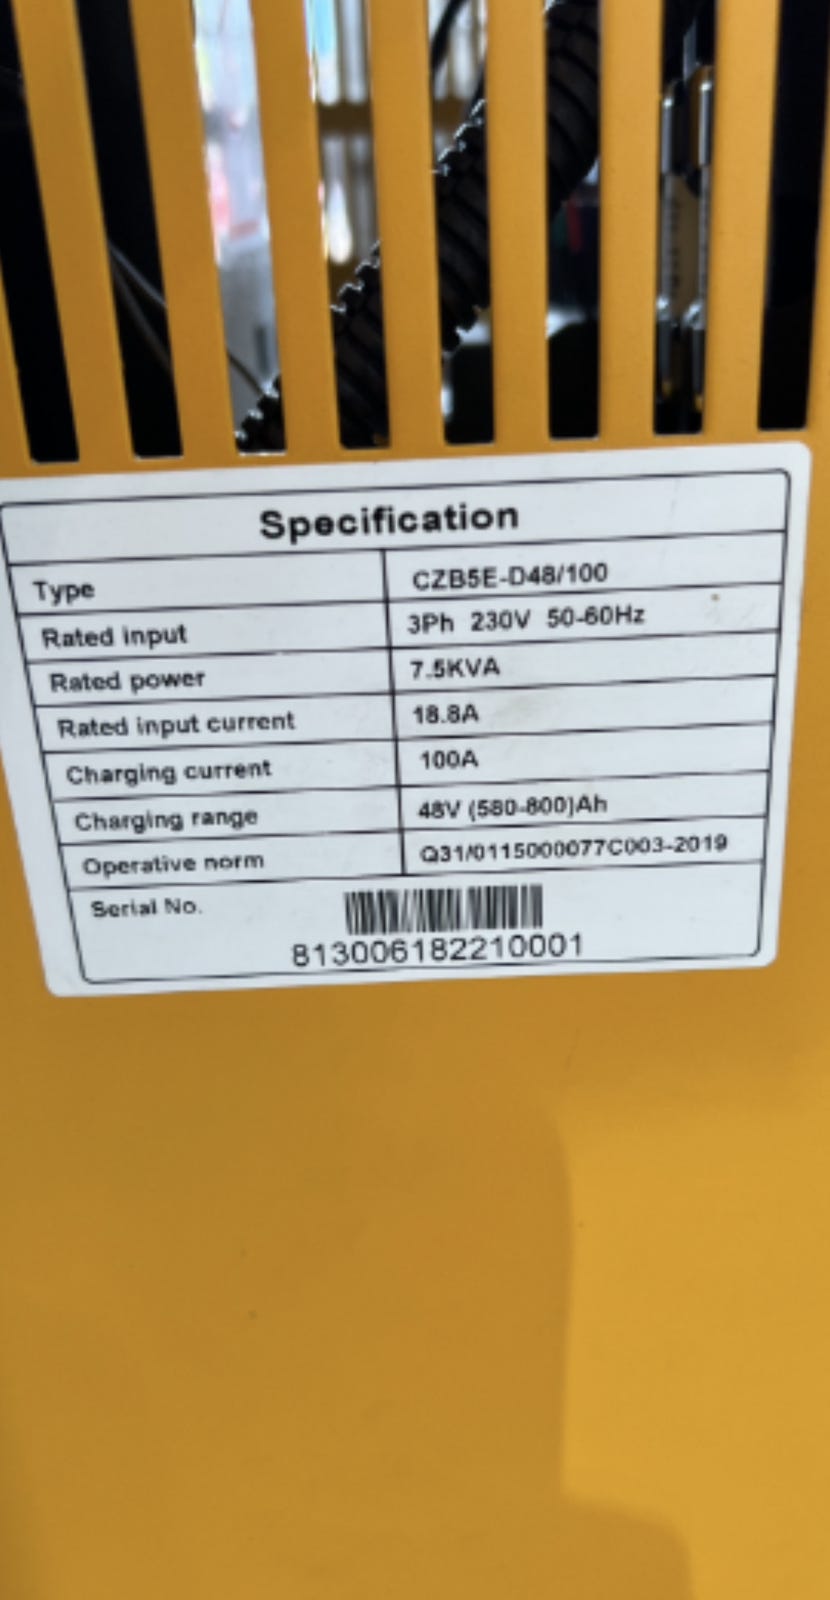 Specification
Type CZB5E-D48/100
Rated input 3Ph 230V 50-60Hz
Rated power 7.5KVA
Rated input current 18.8A
Charging current 100A
Charging range 48V (580-800)Ah
Operative norm Q31/0115000077C003-2019
Serial No.
813006182210001